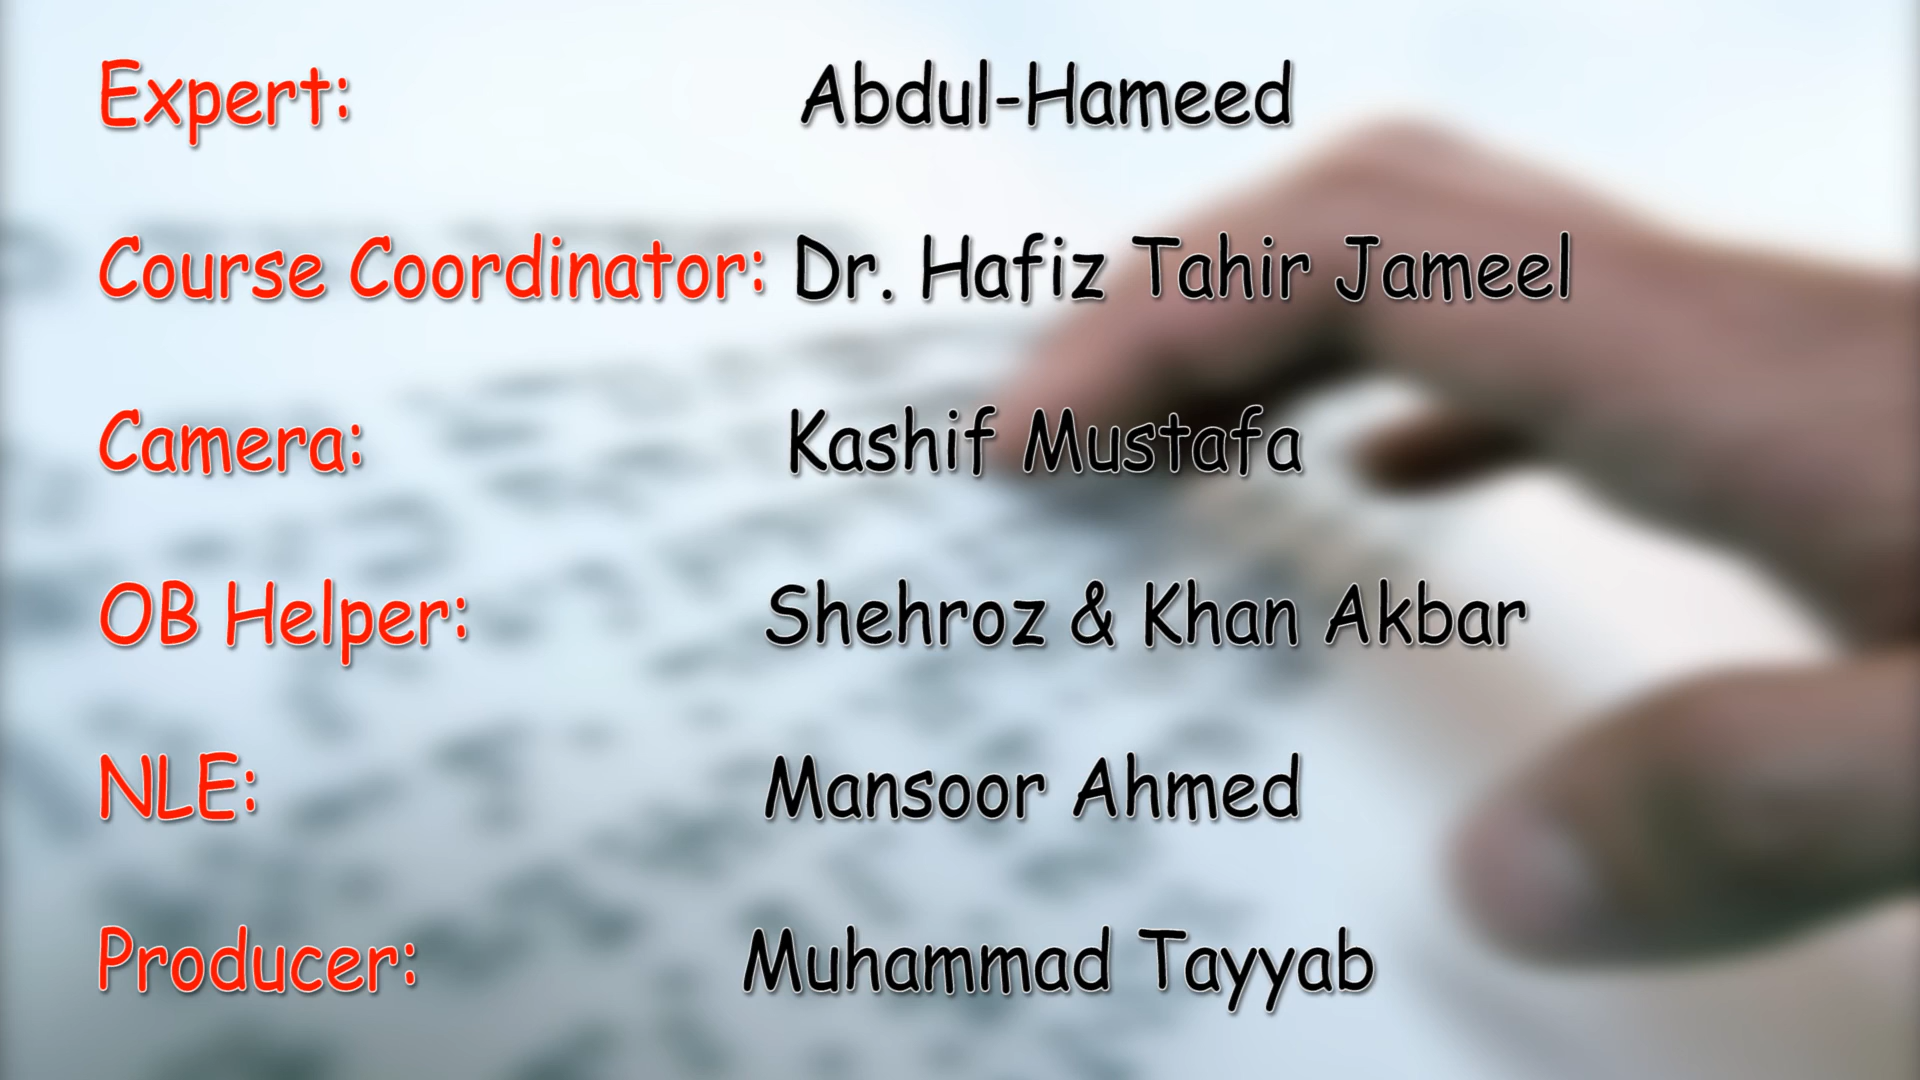 Expert: Abdul-Hameed
Course Coordinator: Dr. Hafiz Tahir Jameel
Camera: Kashif Mustafa
OB Helper: Shehroz & Khan Akbar
NLE: Mansoor Ahmed
Producer: Muhammad Tayyab